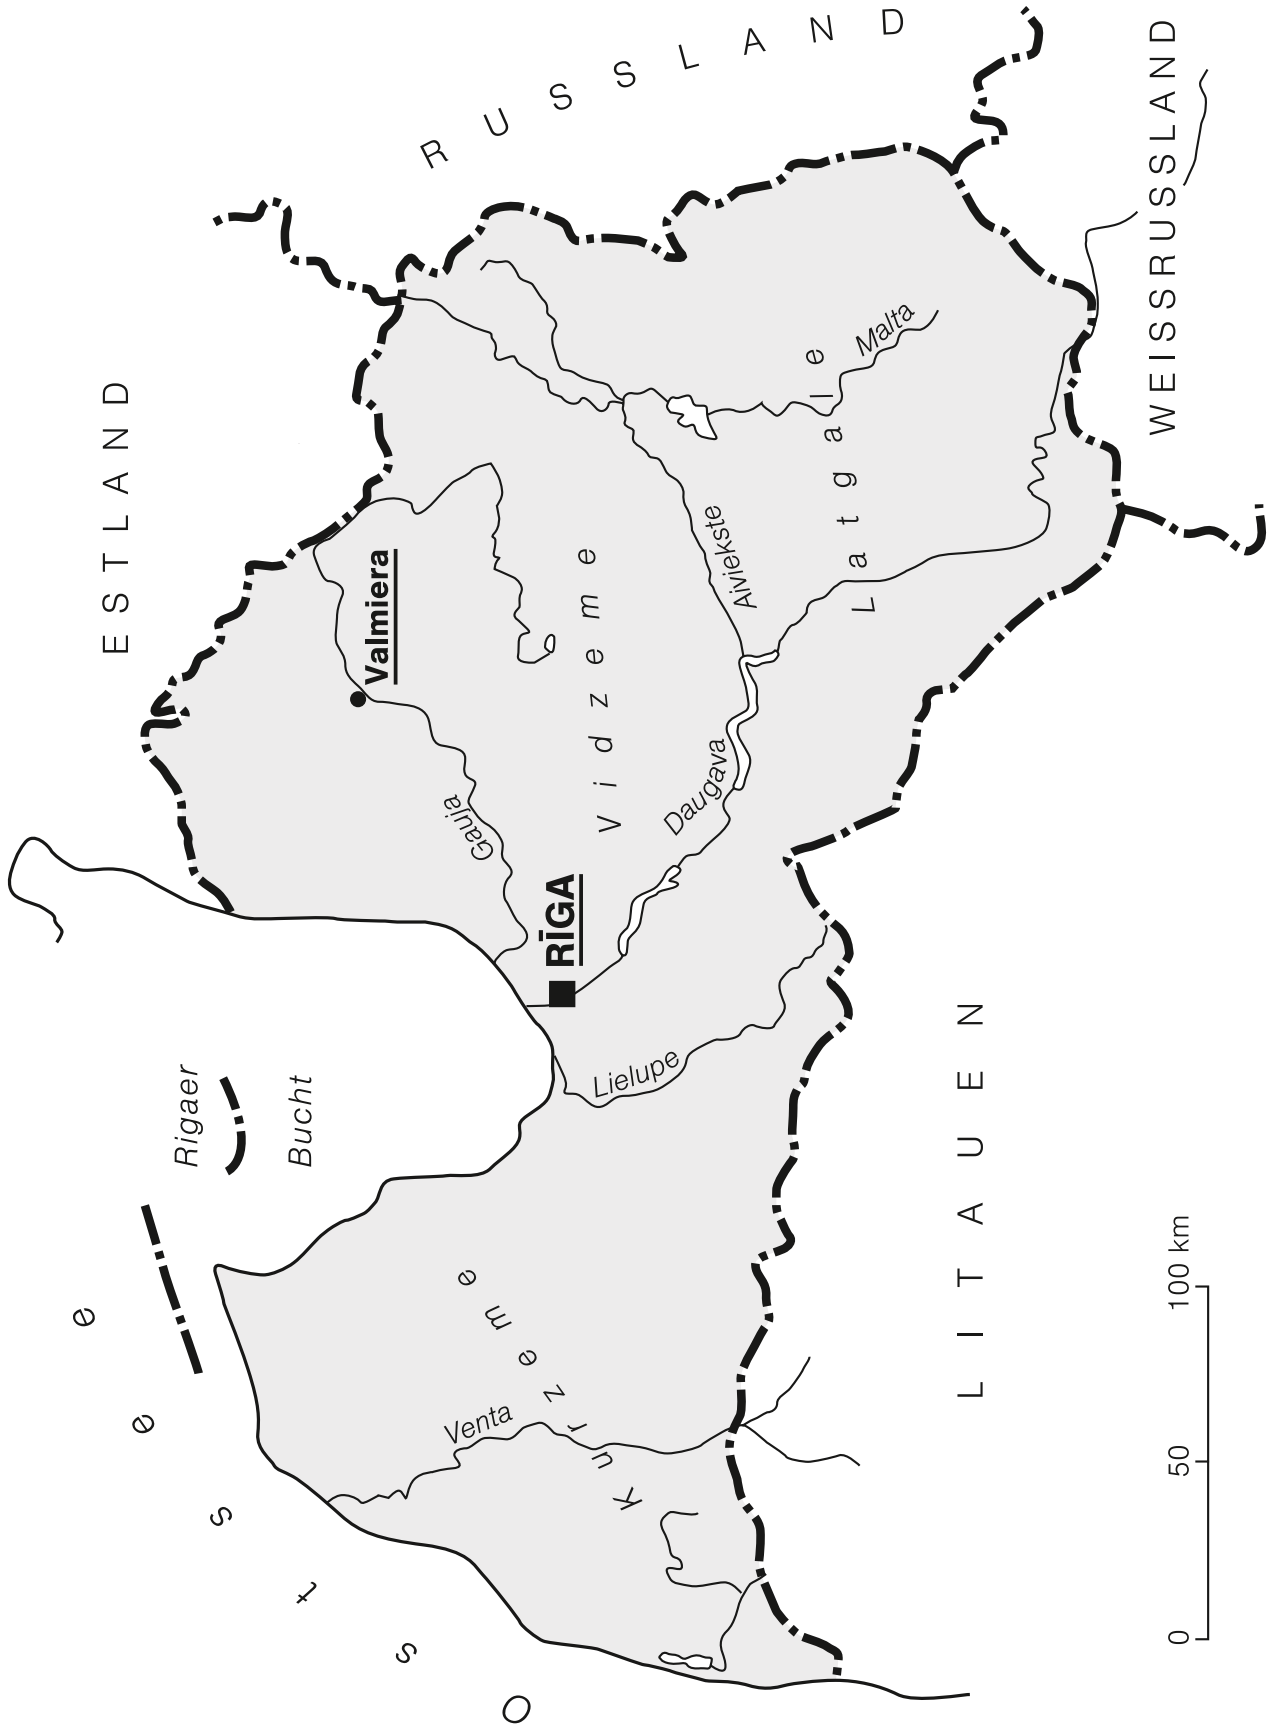 ESTLAND
RUSSLAND
WEISSRUSSLAND
LITAUEN
Ostsee
Rigaer
Bucht
Valmiera
RĪGA
Vidzeme
Latgale
Kurzeme
Gauja
Daugava
Aiviekste
Malta
Lielupe
Venta
0 50 100 km